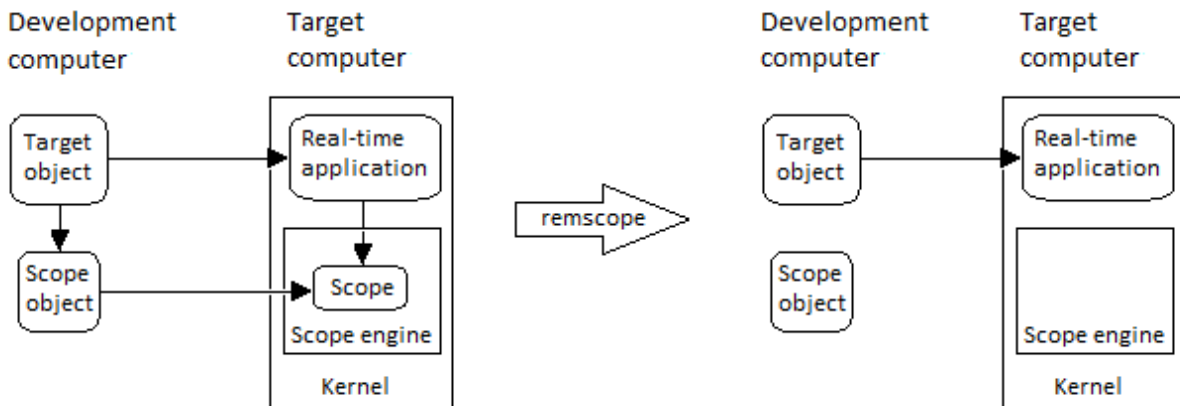 Development
computer
Target
computer
Target
object
Real-time
application
Scope
object
Scope
Scope engine
Kernel
remscope
Development
computer
Target
computer
Target
object
Real-time
application
Scope
object
Scope engine
Kernel